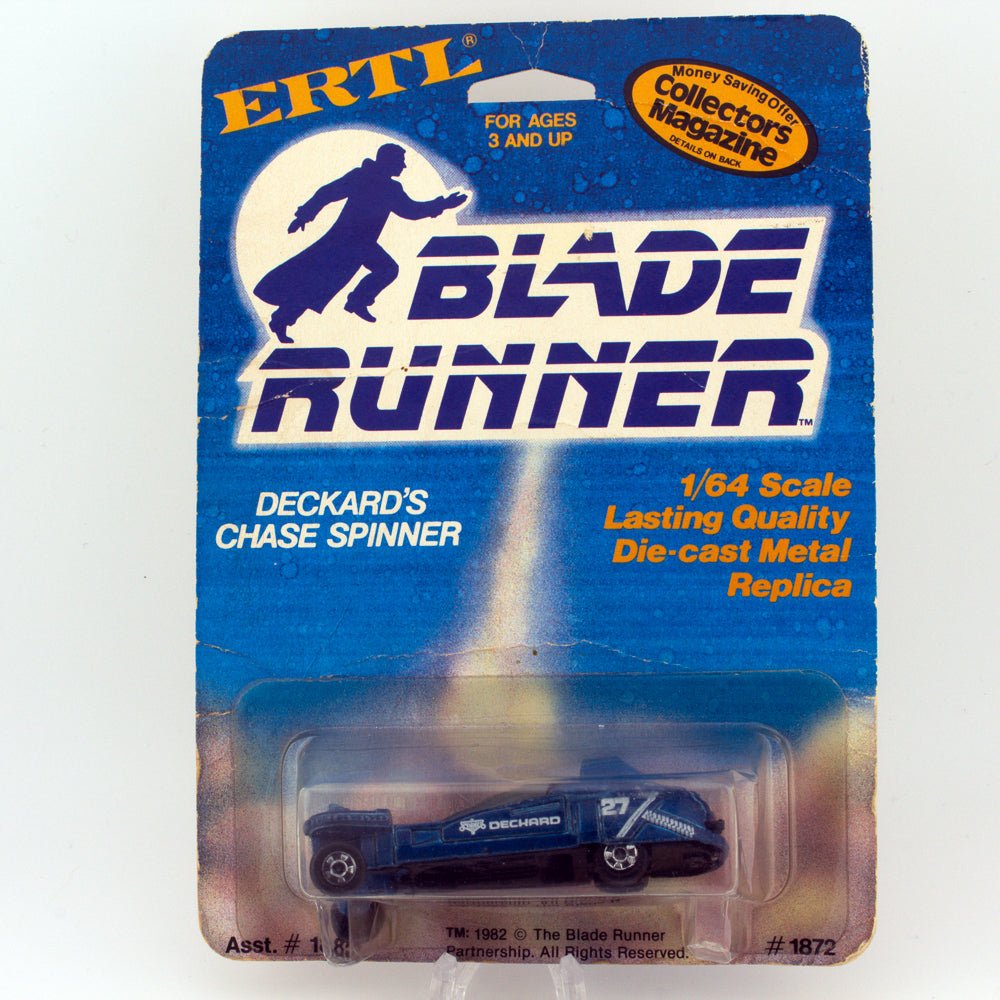 ERTL®
FOR AGES
3 AND UP
Money Saving Offer
Collectors
Magazine
DETAILS ON BACK
BLADE
RUNNER™
DECKARD'S
CHASE SPINNER
1/64 Scale
Lasting Quality
Die-cast Metal
Replica
DECHARD
27
Asst. #
TM: 1982 © The Blade Runner
Partnership. All Rights Reserved.
#1872